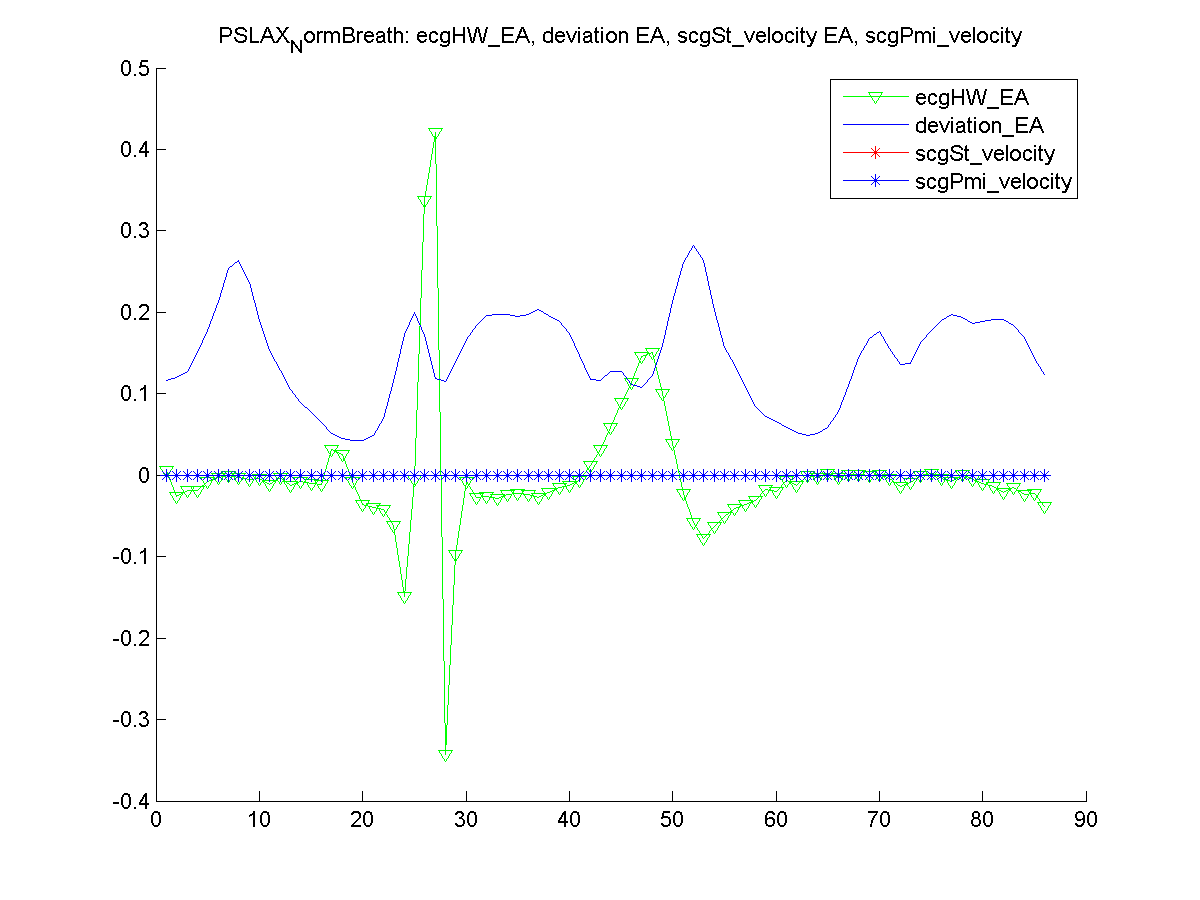 PSLAX_NormBreath: ecgHW_EA, deviation EA, scgSt_velocity EA, scgPmi_velocity
0.5
0.4
0.3
0.2
0.1
0
-0.1
-0.2
-0.3
-0.4
0 10 20 30 40 50 60 70 80 90
ecgHW_EA
deviation_EA
scgSt_velocity
scgPmi_velocity